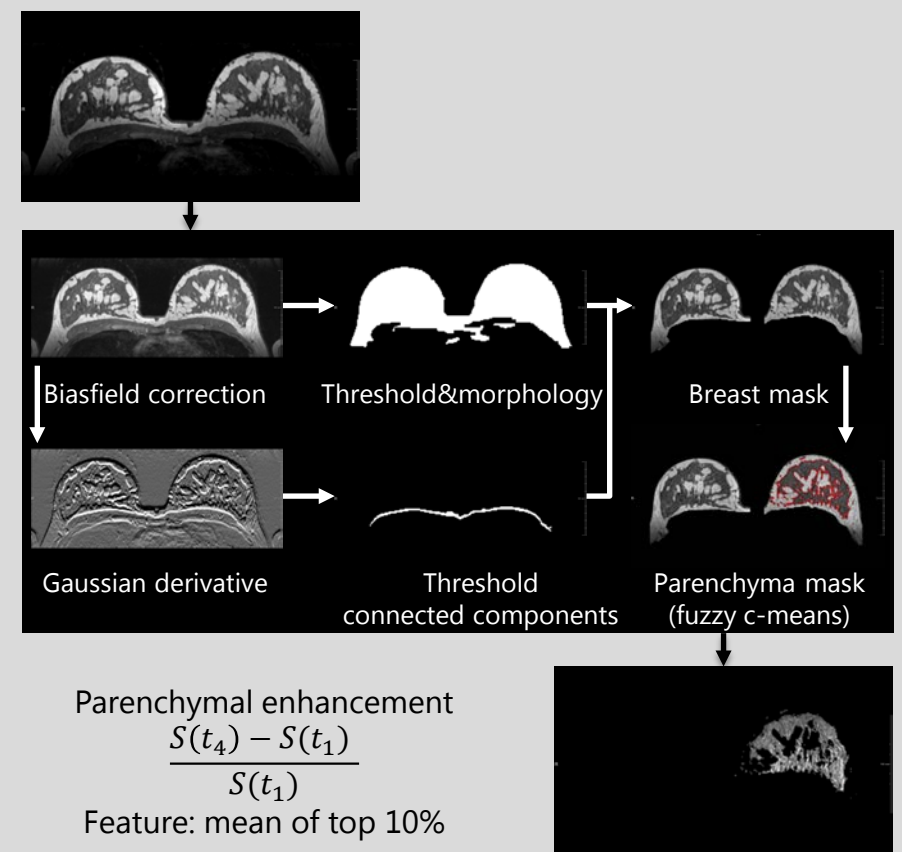 Biasfield correction
Threshold&morphology
Breast mask
Gaussian derivative
Threshold
connected components
Parenchyma mask
(fuzzy c-means)
Parenchymal enhancement
S(t₄) − S(t₁)
S(t₁)
Feature: mean of top 10%